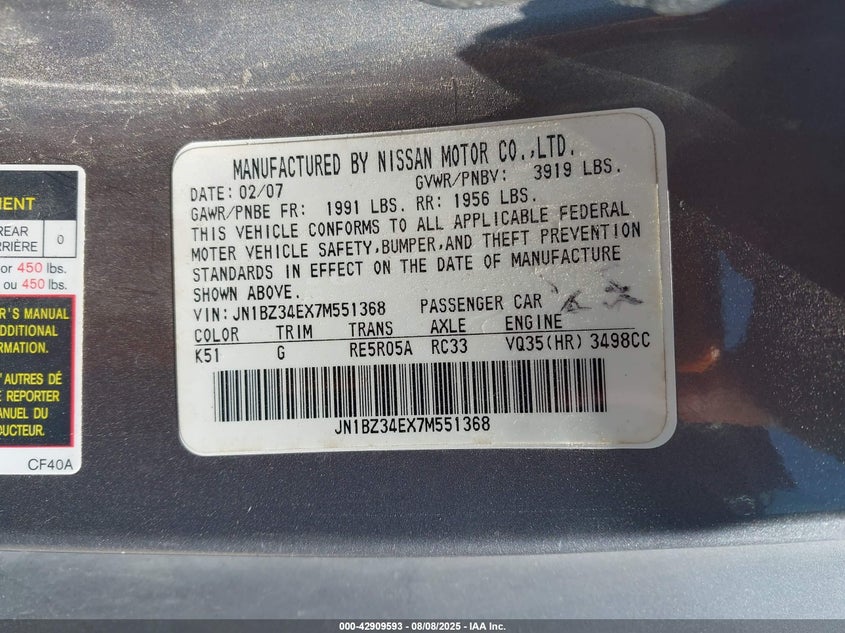 MENT
REAR
RRIÈRE
0
or 450 lbs.
ou 450 lbs.
R'S MANUAL
ADDITIONAL
RMATION.
'AUTRES DÉ
E REPORTER
ANUEL DU
DUCTEUR.
CF40A
MANUFACTURED BY NISSAN MOTOR CO.,LTD.
DATE: 02/07 GVWR/PNBV: 3919 LBS.
GAWR/PNBE FR: 1991 LBS. RR: 1956 LBS.
THIS VEHICLE CONFORMS TO ALL APPLICABLE FEDERAL
MOTER VEHICLE SAFETY,BUMPER,AND THEFT PREVENTION
STANDARDS IN EFFECT ON THE DATE OF MANUFACTURE
SHOWN ABOVE.
VIN: JN1BZ34EX7M551368 PASSENGER CAR
COLOR TRIM TRANS AXLE ENGINE
K51 G RE5R05A RC33 VQ35(HR) 3498CC
JN1BZ34EX7M551368
000-42909593 - 08/08/2025 - IAA Inc.